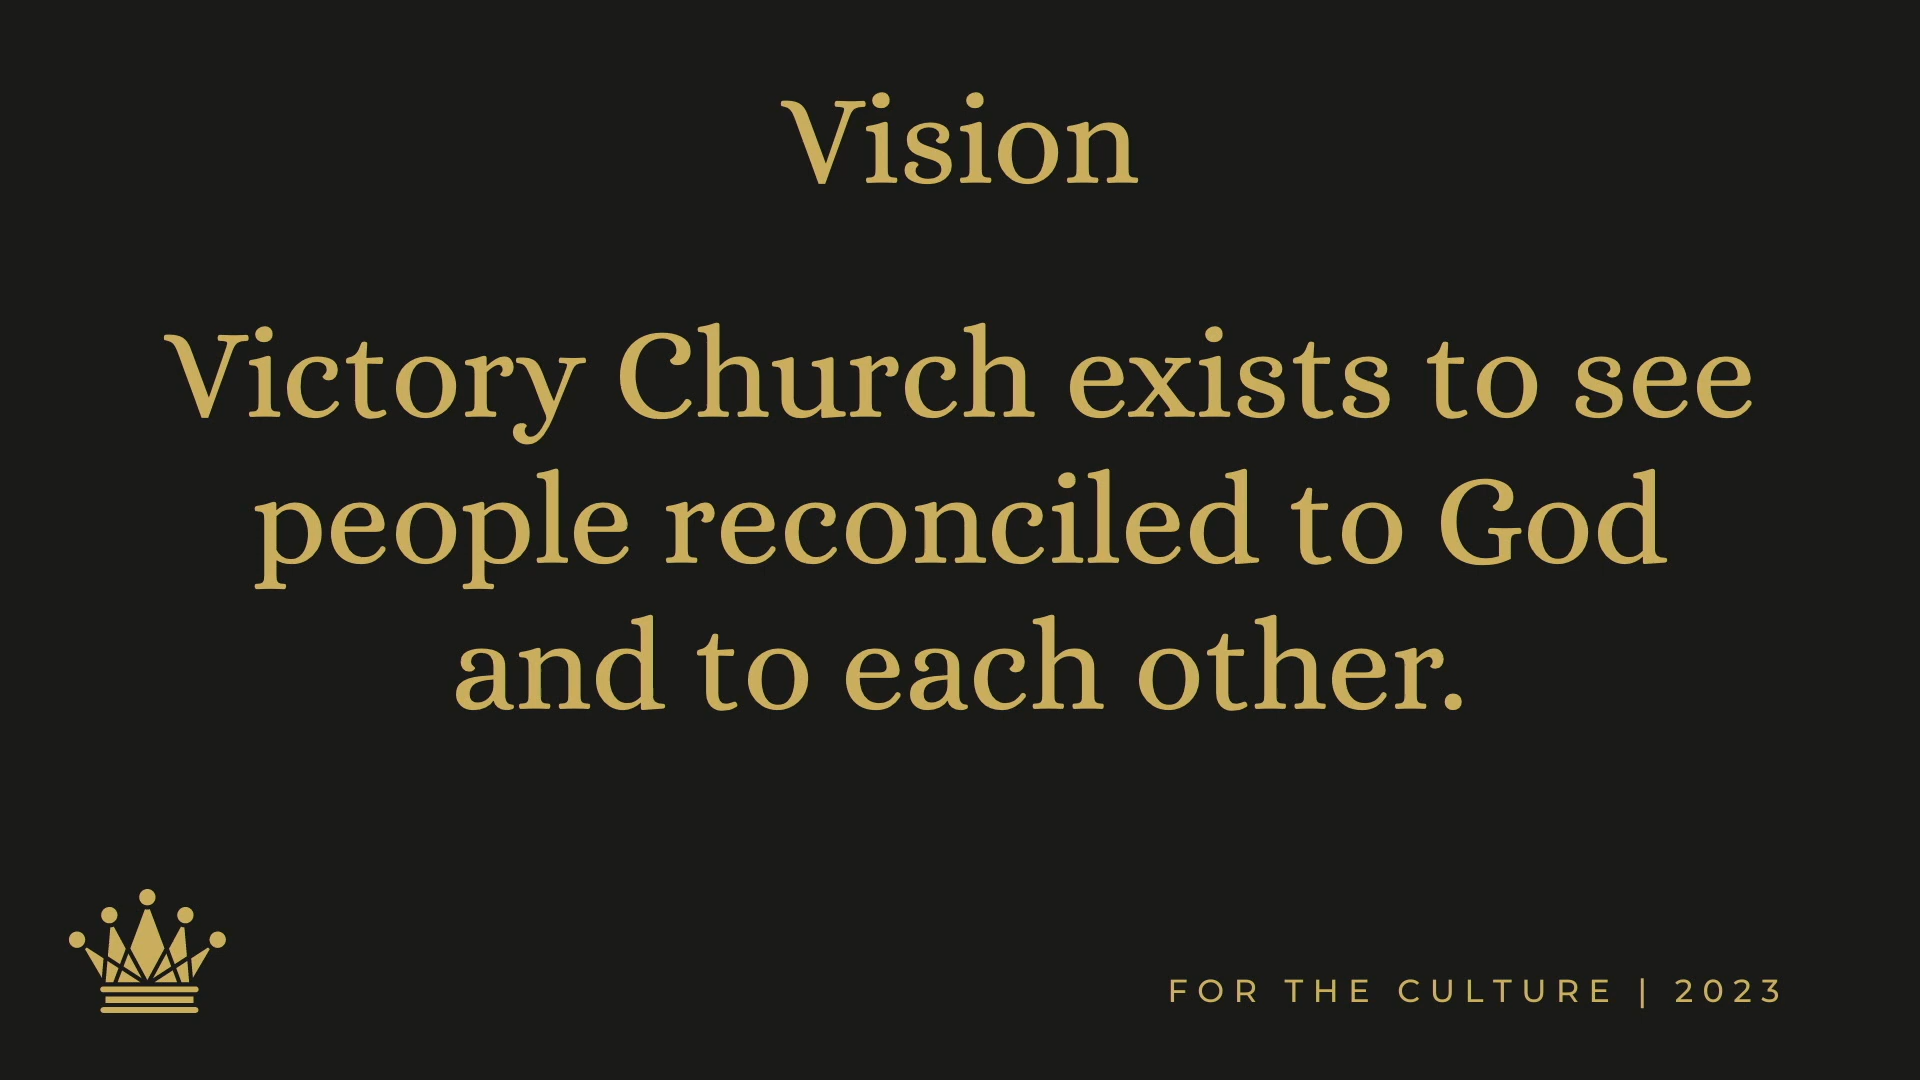 Vision
Victory Church exists to see
people reconciled to God
and to each other.
FOR THE CULTURE | 2023